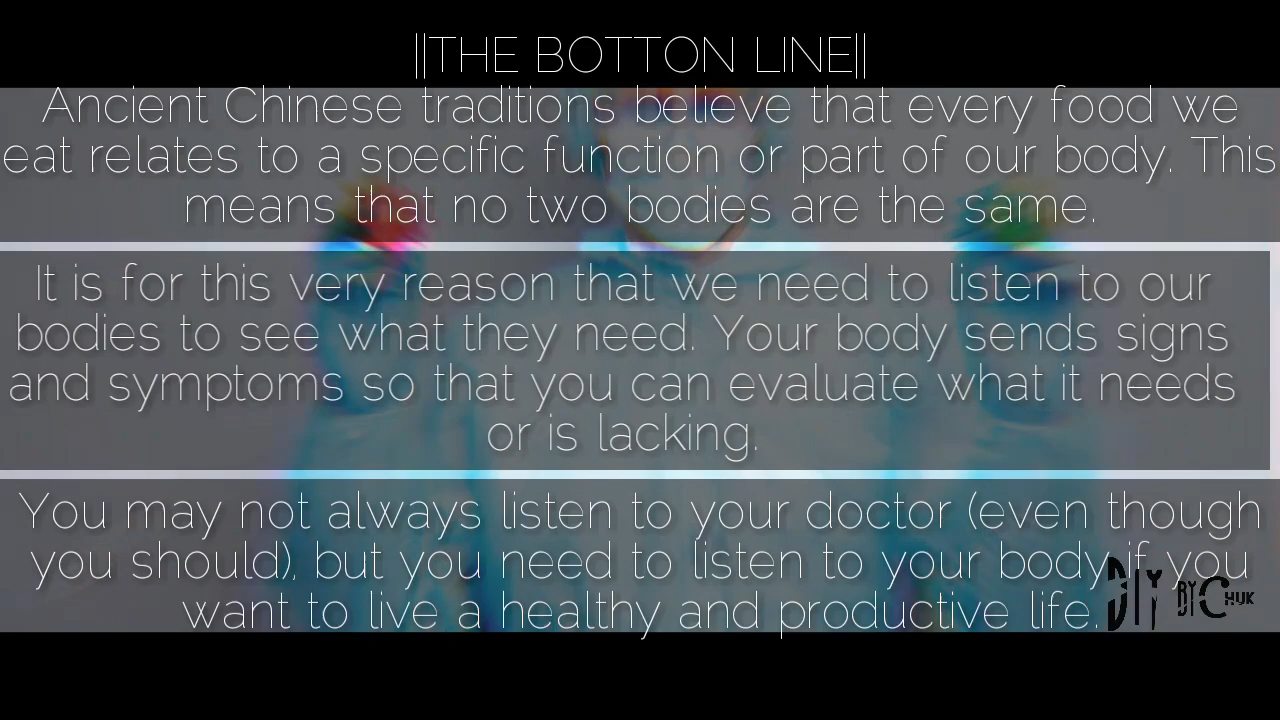 ||THE BOTTON LINE||
Ancient Chinese traditions believe that every food we
eat relates to a specific function or part of our body. This
means that no two bodies are the same.
It is for this very reason that we need to listen to our
bodies to see what they need. Your body sends signs
and symptoms so that you can evaluate what it needs
or is lacking.
You may not always listen to your doctor (even though
you should), but you need to listen to your body if you
want to live a healthy and productive life.
DIY BY CHUK